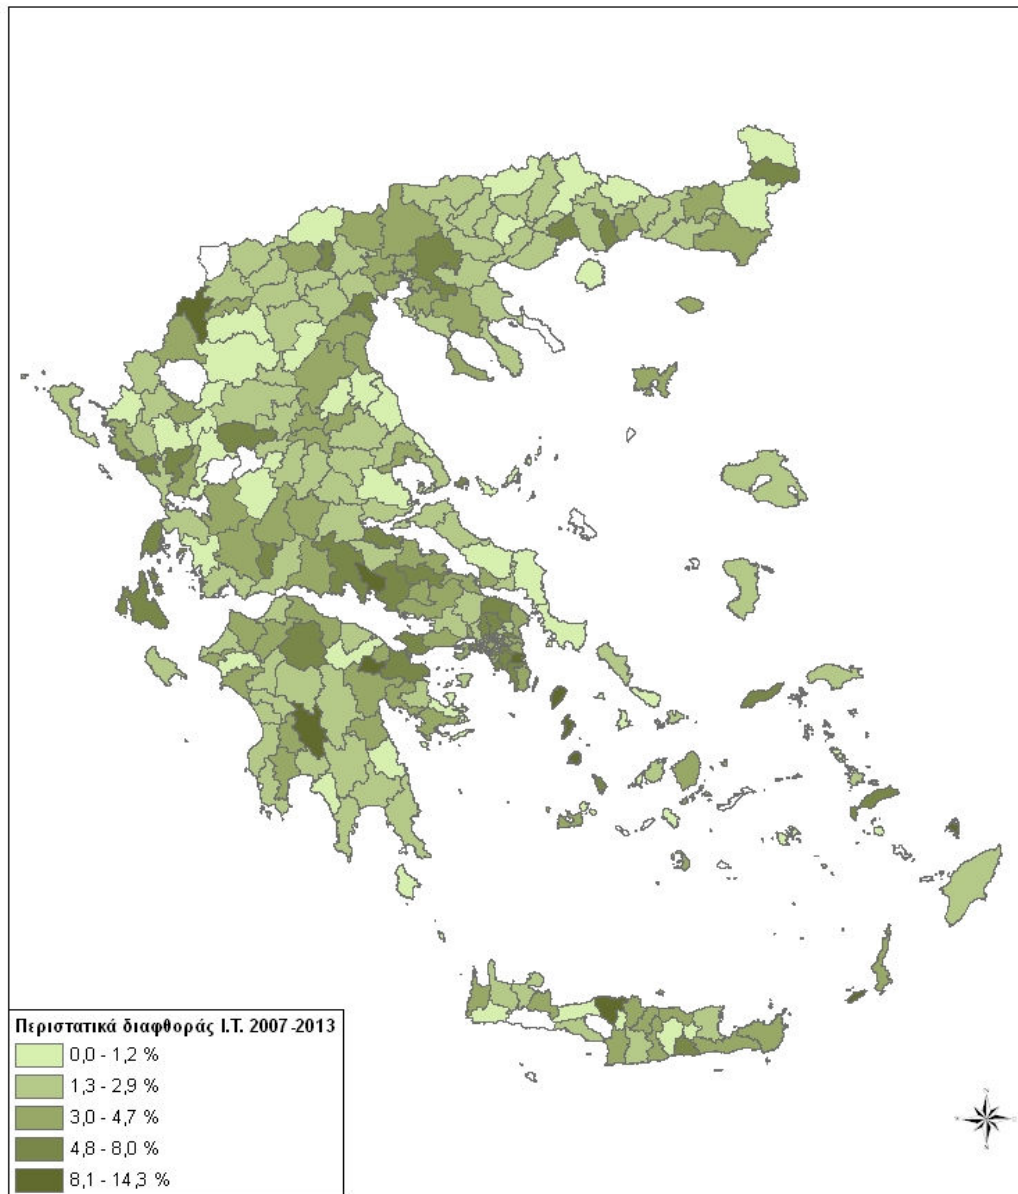 Περιστατικά διαφθοράς Ι.Τ. 2007-2013
0,0 - 1,2 %
1,3 - 2,9 %
3,0 - 4,7 %
4,8 - 8,0 %
8,1 - 14,3 %